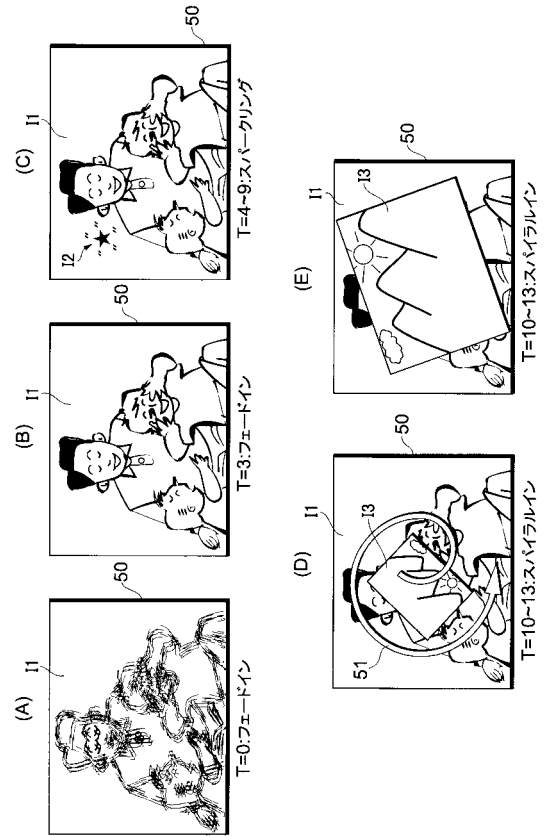 (A)
I1
50
T=0:フェードイン
(B)
I1
50
T=3:フェードイン
(C)
I1
I2
50
T=4~9:スパークリング
(D)
I1
I3
51
50
T=10~13:スパイラルイン
(E)
I1
I3
50
T=10~13:スパイラルイン